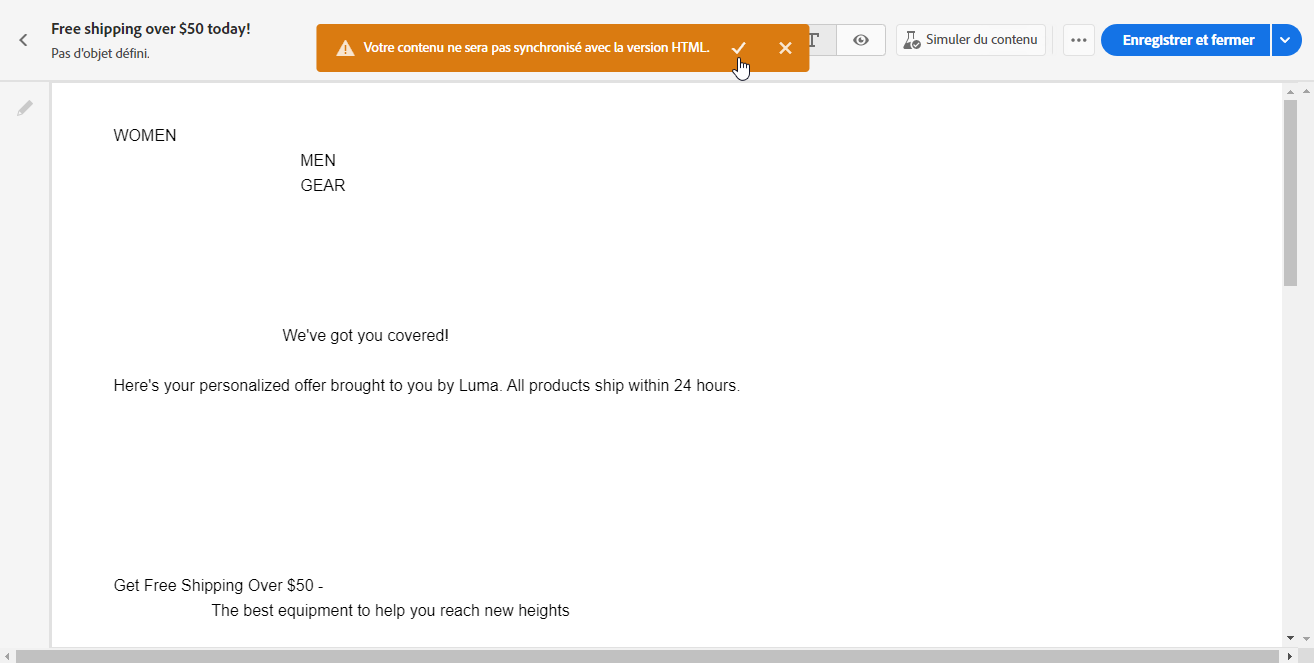 Free shipping over $50 today!
Pas d'objet défini.
Votre contenu ne sera pas synchronisé avec la version HTML.
T
Simuler du contenu
Enregistrer et fermer
WOMEN
MEN
GEAR
We've got you covered!
Here's your personalized offer brought to you by Luma. All products ship within 24 hours.
Get Free Shipping Over $50 -
The best equipment to help you reach new heights